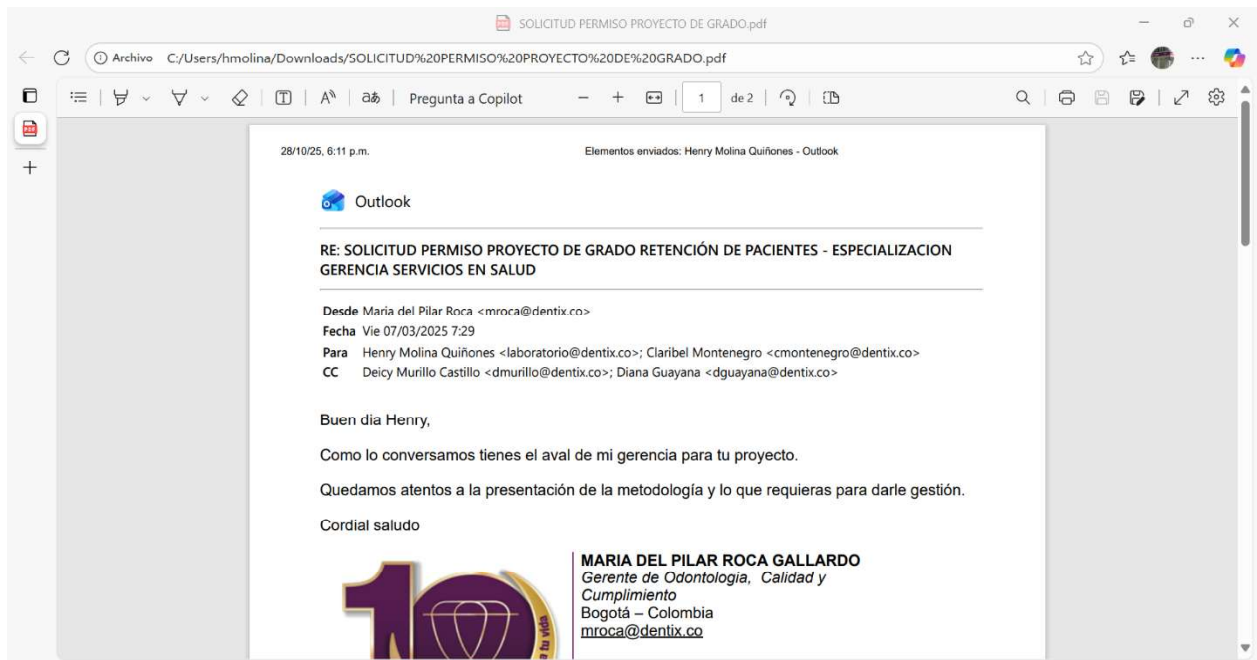 SOLICITUD PERMISO PROYECTO DE GRADO.pdf
Archivo C:/Users/hmolina/Downloads/SOLICITUD%20PERMISO%20PROYECTO%20DE%20GRADO.pdf
Pregunta a Copilot 1 de 2
28/10/25, 6:11 p.m. Elementos enviados: Henry Molina Quiñones - Outlook
Outlook
RE: SOLICITUD PERMISO PROYECTO DE GRADO RETENCIÓN DE PACIENTES - ESPECIALIZACION
GERENCIA SERVICIOS EN SALUD
Desde Maria del Pilar Roca <mroca@dentix.co>
Fecha Vie 07/03/2025 7:29
Para Henry Molina Quiñones <laboratorio@dentix.co>; Claribel Montenegro <cmontenegro@dentix.co>
CC Deicy Murillo Castillo <dmurillo@dentix.co>; Diana Guayana <dguayana@dentix.co>
Buen dia Henry,
Como lo conversamos tienes el aval de mi gerencia para tu proyecto.
Quedamos atentos a la presentación de la metodología y lo que requieras para darle gestión.
Cordial saludo
10
a tu vida
MARIA DEL PILAR ROCA GALLARDO
Gerente de Odontologia, Calidad y
Cumplimiento
Bogotá – Colombia
mroca@dentix.co